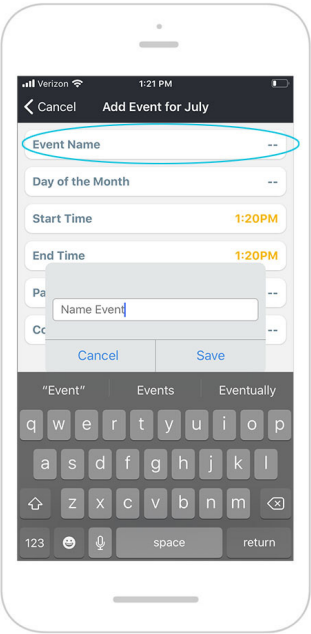 Verizon 1:21 PM
Cancel Add Event for July
Event Name --
Day of the Month --
Start Time 1:20PM
End Time 1:20PM
Pa --
Name Event
Co --
Cancel Save
"Event" Events Eventually
q w e r t y u i o p
a s d f g h j k l
z x c v b n m
123 space return